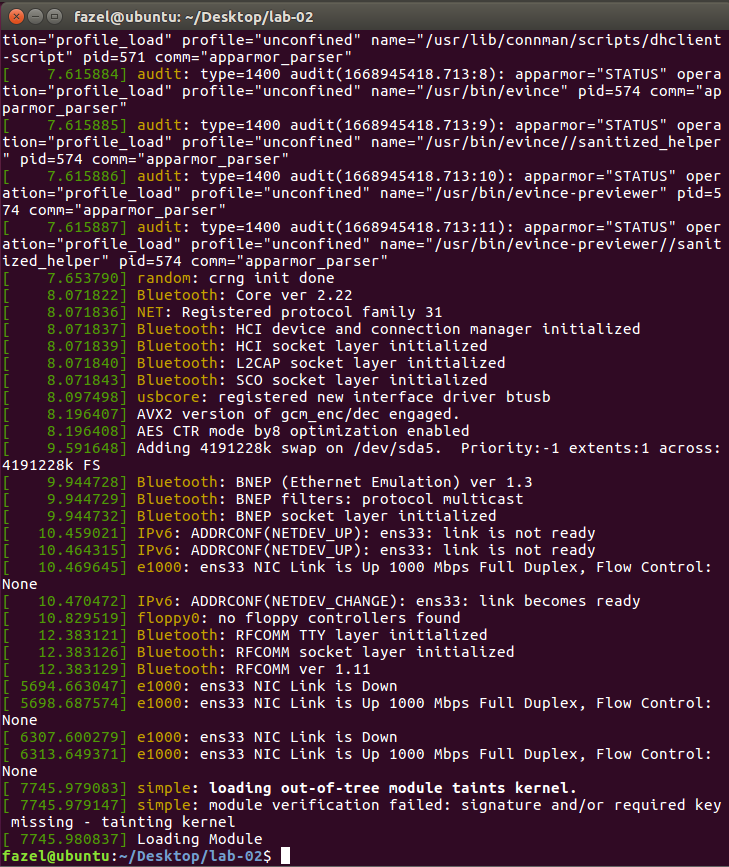 fazel@ubuntu: ~/Desktop/lab-02
tion="profile_load" profile="unconfined" name="/usr/lib/connman/scripts/dhclient
-script" pid=571 comm="apparmor_parser"
[    7.615884] audit: type=1400 audit(1668945418.713:8): apparmor="STATUS" opera
tion="profile_load" profile="unconfined" name="/usr/bin/evince" pid=574 comm="ap
parmor_parser"
[    7.615885] audit: type=1400 audit(1668945418.713:9): apparmor="STATUS" opera
tion="profile_load" profile="unconfined" name="/usr/bin/evince//sanitized_helper
" pid=574 comm="apparmor_parser"
[    7.615886] audit: type=1400 audit(1668945418.713:10): apparmor="STATUS" oper
ation="profile_load" profile="unconfined" name="/usr/bin/evince-previewer" pid=5
74 comm="apparmor_parser"
[    7.615887] audit: type=1400 audit(1668945418.713:11): apparmor="STATUS" oper
ation="profile_load" profile="unconfined" name="/usr/bin/evince-previewer//sanit
ized_helper" pid=574 comm="apparmor_parser"
[    7.653790] random: crng init done
[    8.071822] Bluetooth: Core ver 2.22
[    8.071836] NET: Registered protocol family 31
[    8.071837] Bluetooth: HCI device and connection manager initialized
[    8.071839] Bluetooth: HCI socket layer initialized
[    8.071840] Bluetooth: L2CAP socket layer initialized
[    8.071843] Bluetooth: SCO socket layer initialized
[    8.097498] usbcore: registered new interface driver btusb
[    8.196407] AVX2 version of gcm_enc/dec engaged.
[    8.196408] AES CTR mode by8 optimization enabled
[    9.591648] Adding 4191228k swap on /dev/sda5.  Priority:-1 extents:1 across:
4191228k FS
[    9.944728] Bluetooth: BNEP (Ethernet Emulation) ver 1.3
[    9.944729] Bluetooth: BNEP filters: protocol multicast
[    9.944732] Bluetooth: BNEP socket layer initialized
[   10.459021] IPv6: ADDRCONF(NETDEV_UP): ens33: link is not ready
[   10.464315] IPv6: ADDRCONF(NETDEV_UP): ens33: link is not ready
[   10.469645] e1000: ens33 NIC Link is Up 1000 Mbps Full Duplex, Flow Control:
None
[   10.470472] IPv6: ADDRCONF(NETDEV_CHANGE): ens33: link becomes ready
[   10.829519] floppy0: no floppy controllers found
[   12.383121] Bluetooth: RFCOMM TTY layer initialized
[   12.383126] Bluetooth: RFCOMM socket layer initialized
[   12.383129] Bluetooth: RFCOMM ver 1.11
[ 5694.663047] e1000: ens33 NIC Link is Down
[ 5698.687574] e1000: ens33 NIC Link is Up 1000 Mbps Full Duplex, Flow Control:
None
[ 6307.600279] e1000: ens33 NIC Link is Down
[ 6313.649371] e1000: ens33 NIC Link is Up 1000 Mbps Full Duplex, Flow Control:
None
[ 7745.979083] simple: loading out-of-tree module taints kernel.
[ 7745.979147] simple: module verification failed: signature and/or required key
 missing - tainting kernel
[ 7745.980837] Loading Module
fazel@ubuntu:~/Desktop/lab-02$